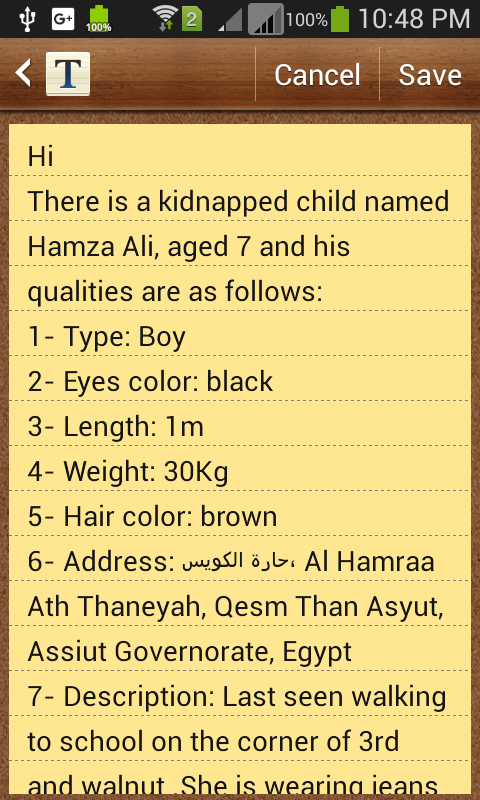 G+
100%
2
100%
10:48 PM
T
Cancel
Save
Hi
There is a kidnapped child named
Hamza Ali, aged 7 and his
qualities are as follows:
1- Type: Boy
2- Eyes color: black
3- Length: 1m
4- Weight: 30Kg
5- Hair color: brown
6- Address: حارة الكويس، Al Hamraa
Ath Thaneyah, Qesm Than Asyut,
Assiut Governorate, Egypt
7- Description: Last seen walking
to school on the corner of 3rd
and walnut .She is wearing jeans